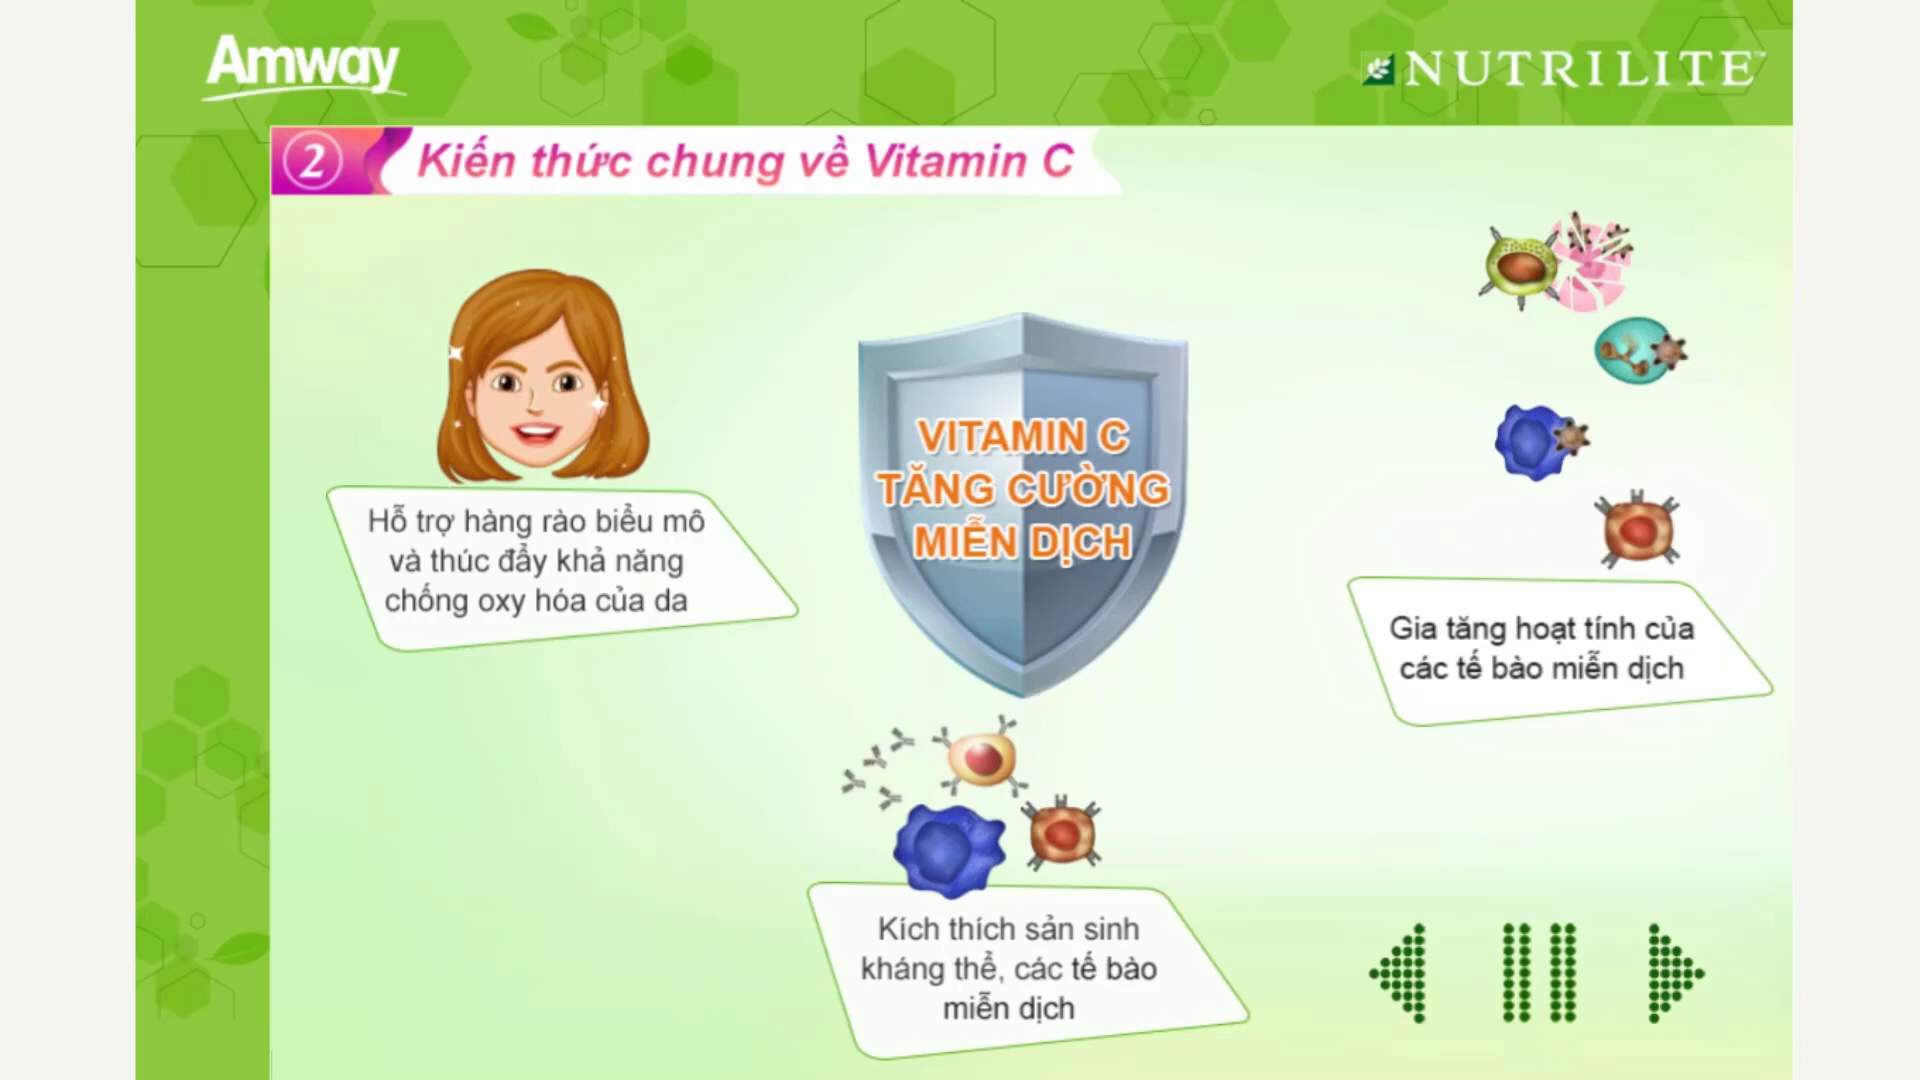 Amway
NUTRILITE™
2 Kiến thức chung về Vitamin C
Hỗ trợ hàng rào biểu mô
và thúc đẩy khả năng
chống oxy hóa của da
VITAMIN C
TĂNG CƯỜNG
MIỄN DỊCH
Gia tăng hoạt tính của
các tế bào miễn dịch
Kích thích sản sinh
kháng thể, các tế bào
miễn dịch